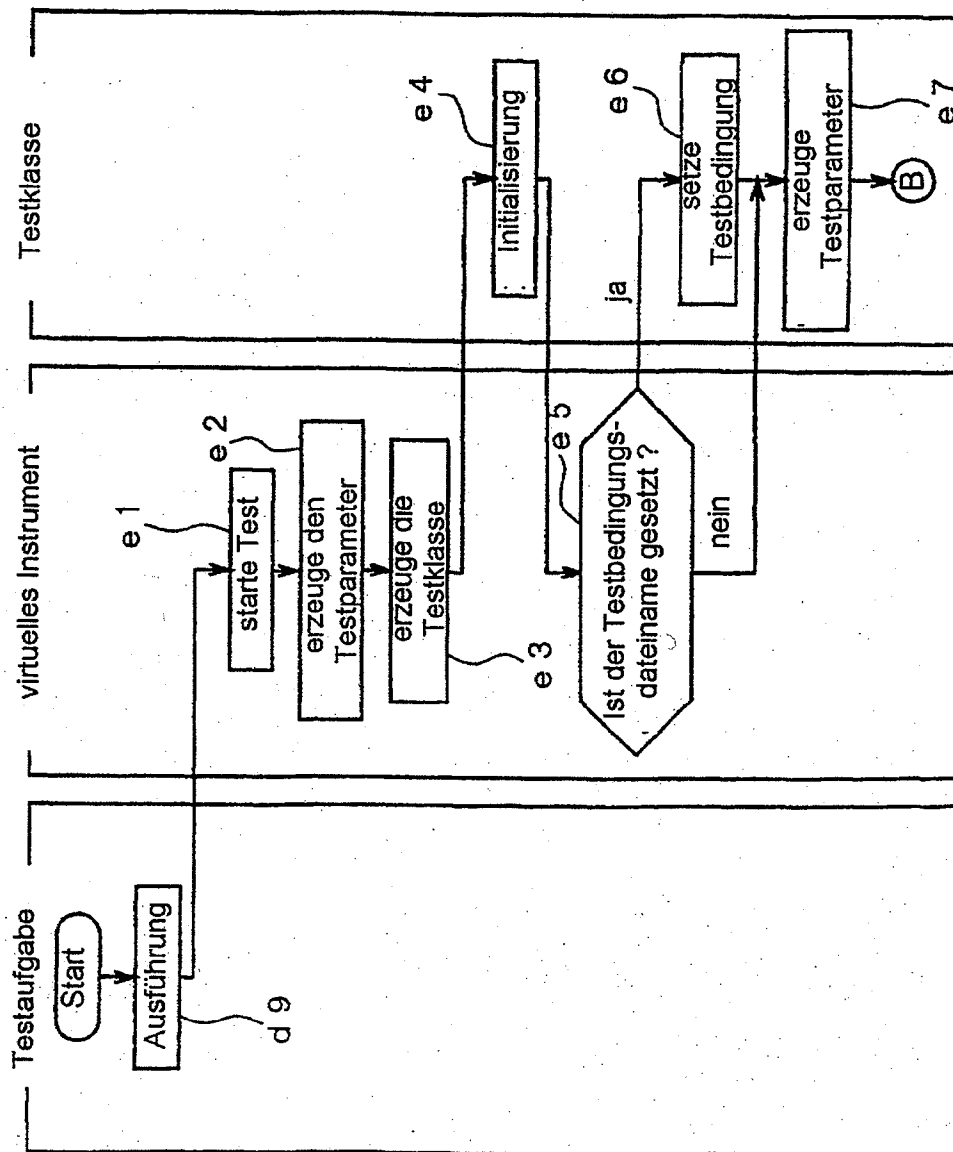 Testaufgabe
virtuelles Instrument
Testklasse
Start
Ausführung
d 9
e 1
starte Test
e 2
erzeuge den
Testparameter
erzeuge die
Testklasse
e 3
e 4
Initialisierung
e 5
Ist der Testbedingungs-
dateiname gesetzt ?
ja
nein
e 6
setze
Testbedingung
erzeuge
Testparameter
e 7
B